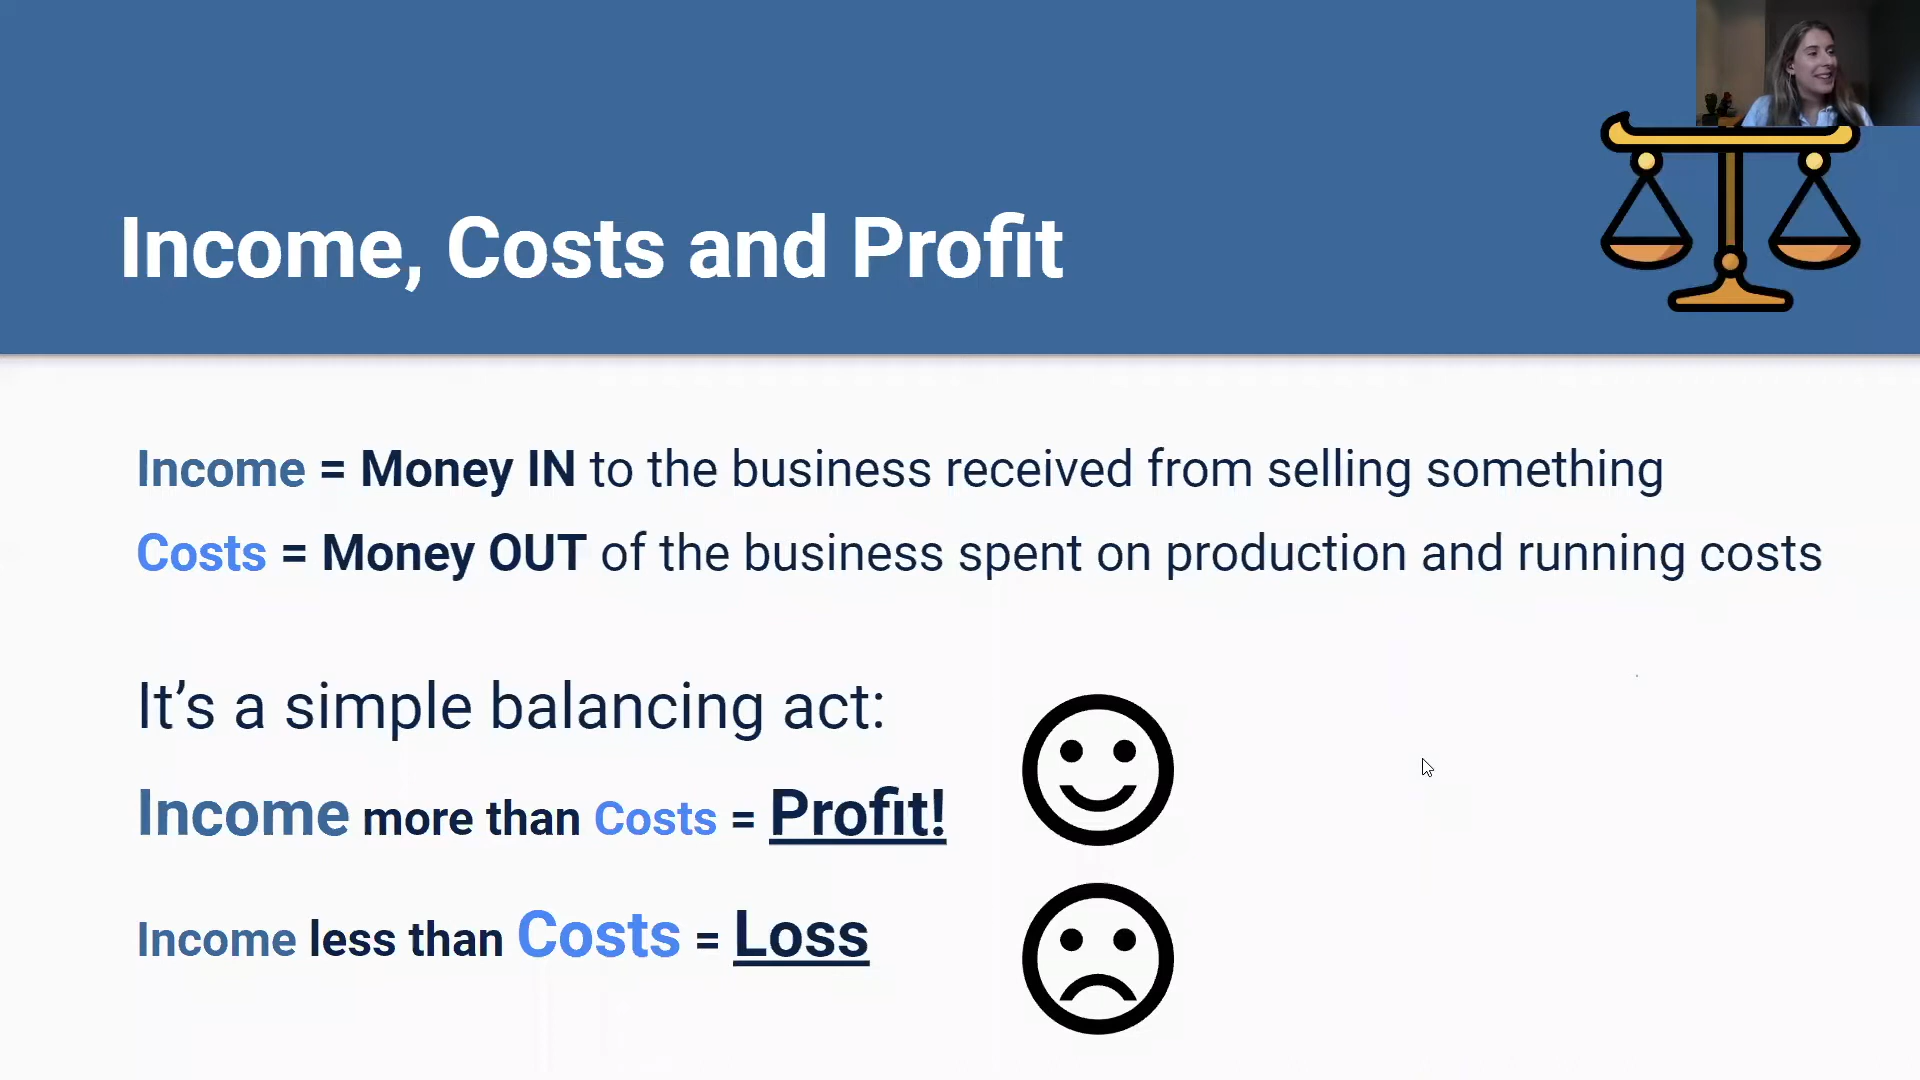 Income, Costs and Profit
Income = Money IN to the business received from selling something
Costs = Money OUT of the business spent on production and running costs
It’s a simple balancing act:
Income more than Costs = Profit!
Income less than Costs = Loss